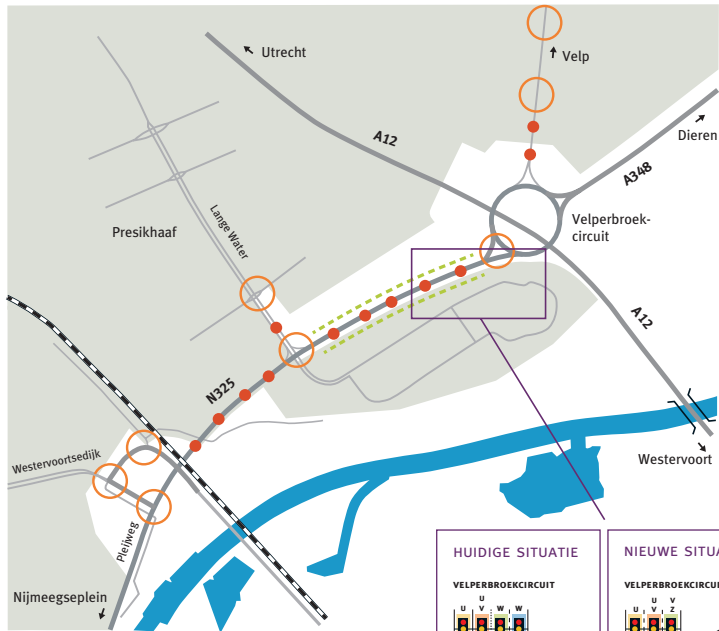 Utrecht
Velp
A12
Dieren
A348
Lange Water
Presikhaaf
Velperbroek-
circuit
A12
N325
Westervoortsedijk
Westervoort
Pleijweg
Nijmeegseplein
HUIDIGE SITUATIE
VELPERBROEKCIRCUIT
U
U V W W
NIEUWE SITUA
VELPERBROEKCIRCUI
U V
U V Z